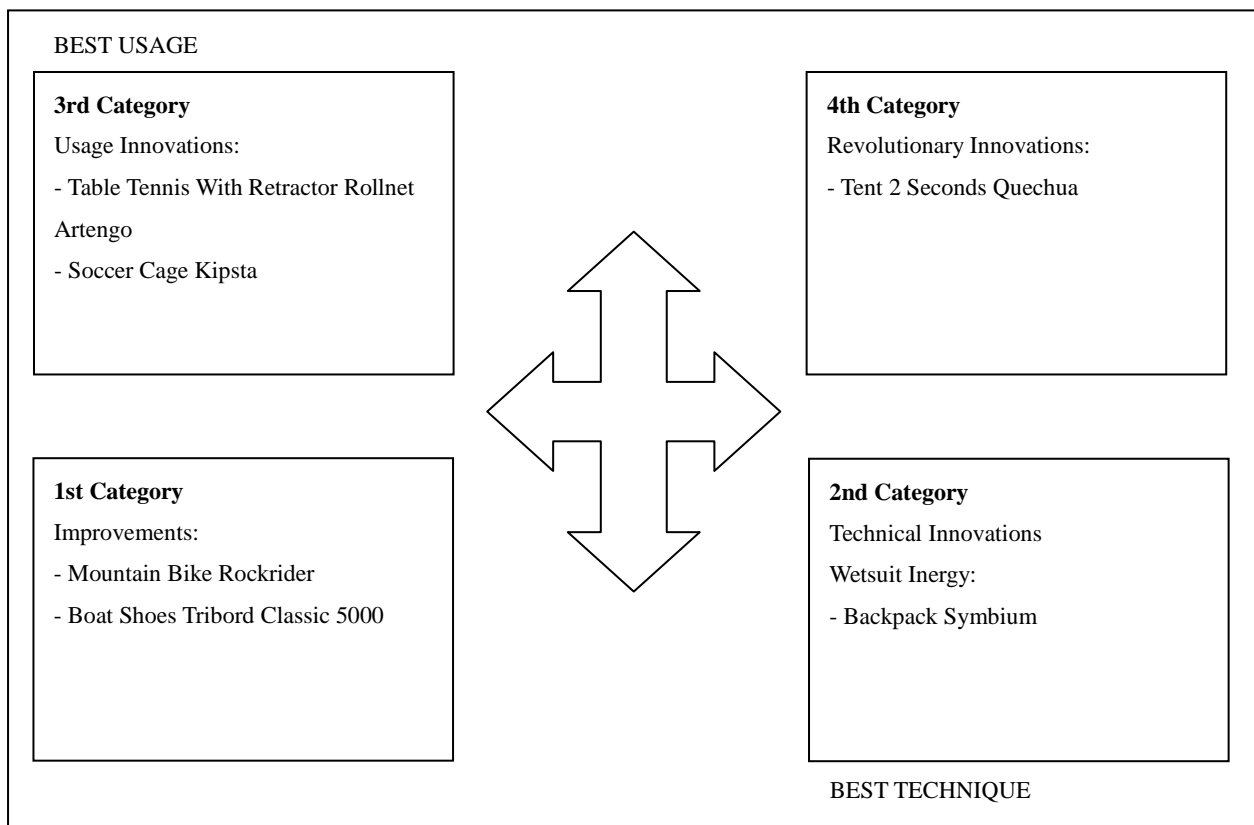 BEST USAGE
3rd Category
Usage Innovations:
- Table Tennis With Retractor Rollnet
Artengo
- Soccer Cage Kipsta
4th Category
Revolutionary Innovations:
- Tent 2 Seconds Quechua
1st Category
Improvements:
- Mountain Bike Rockrider
- Boat Shoes Tribord Classic 5000
2nd Category
Technical Innovations
Wetsuit Inergy:
- Backpack Symbium
BEST TECHNIQUE